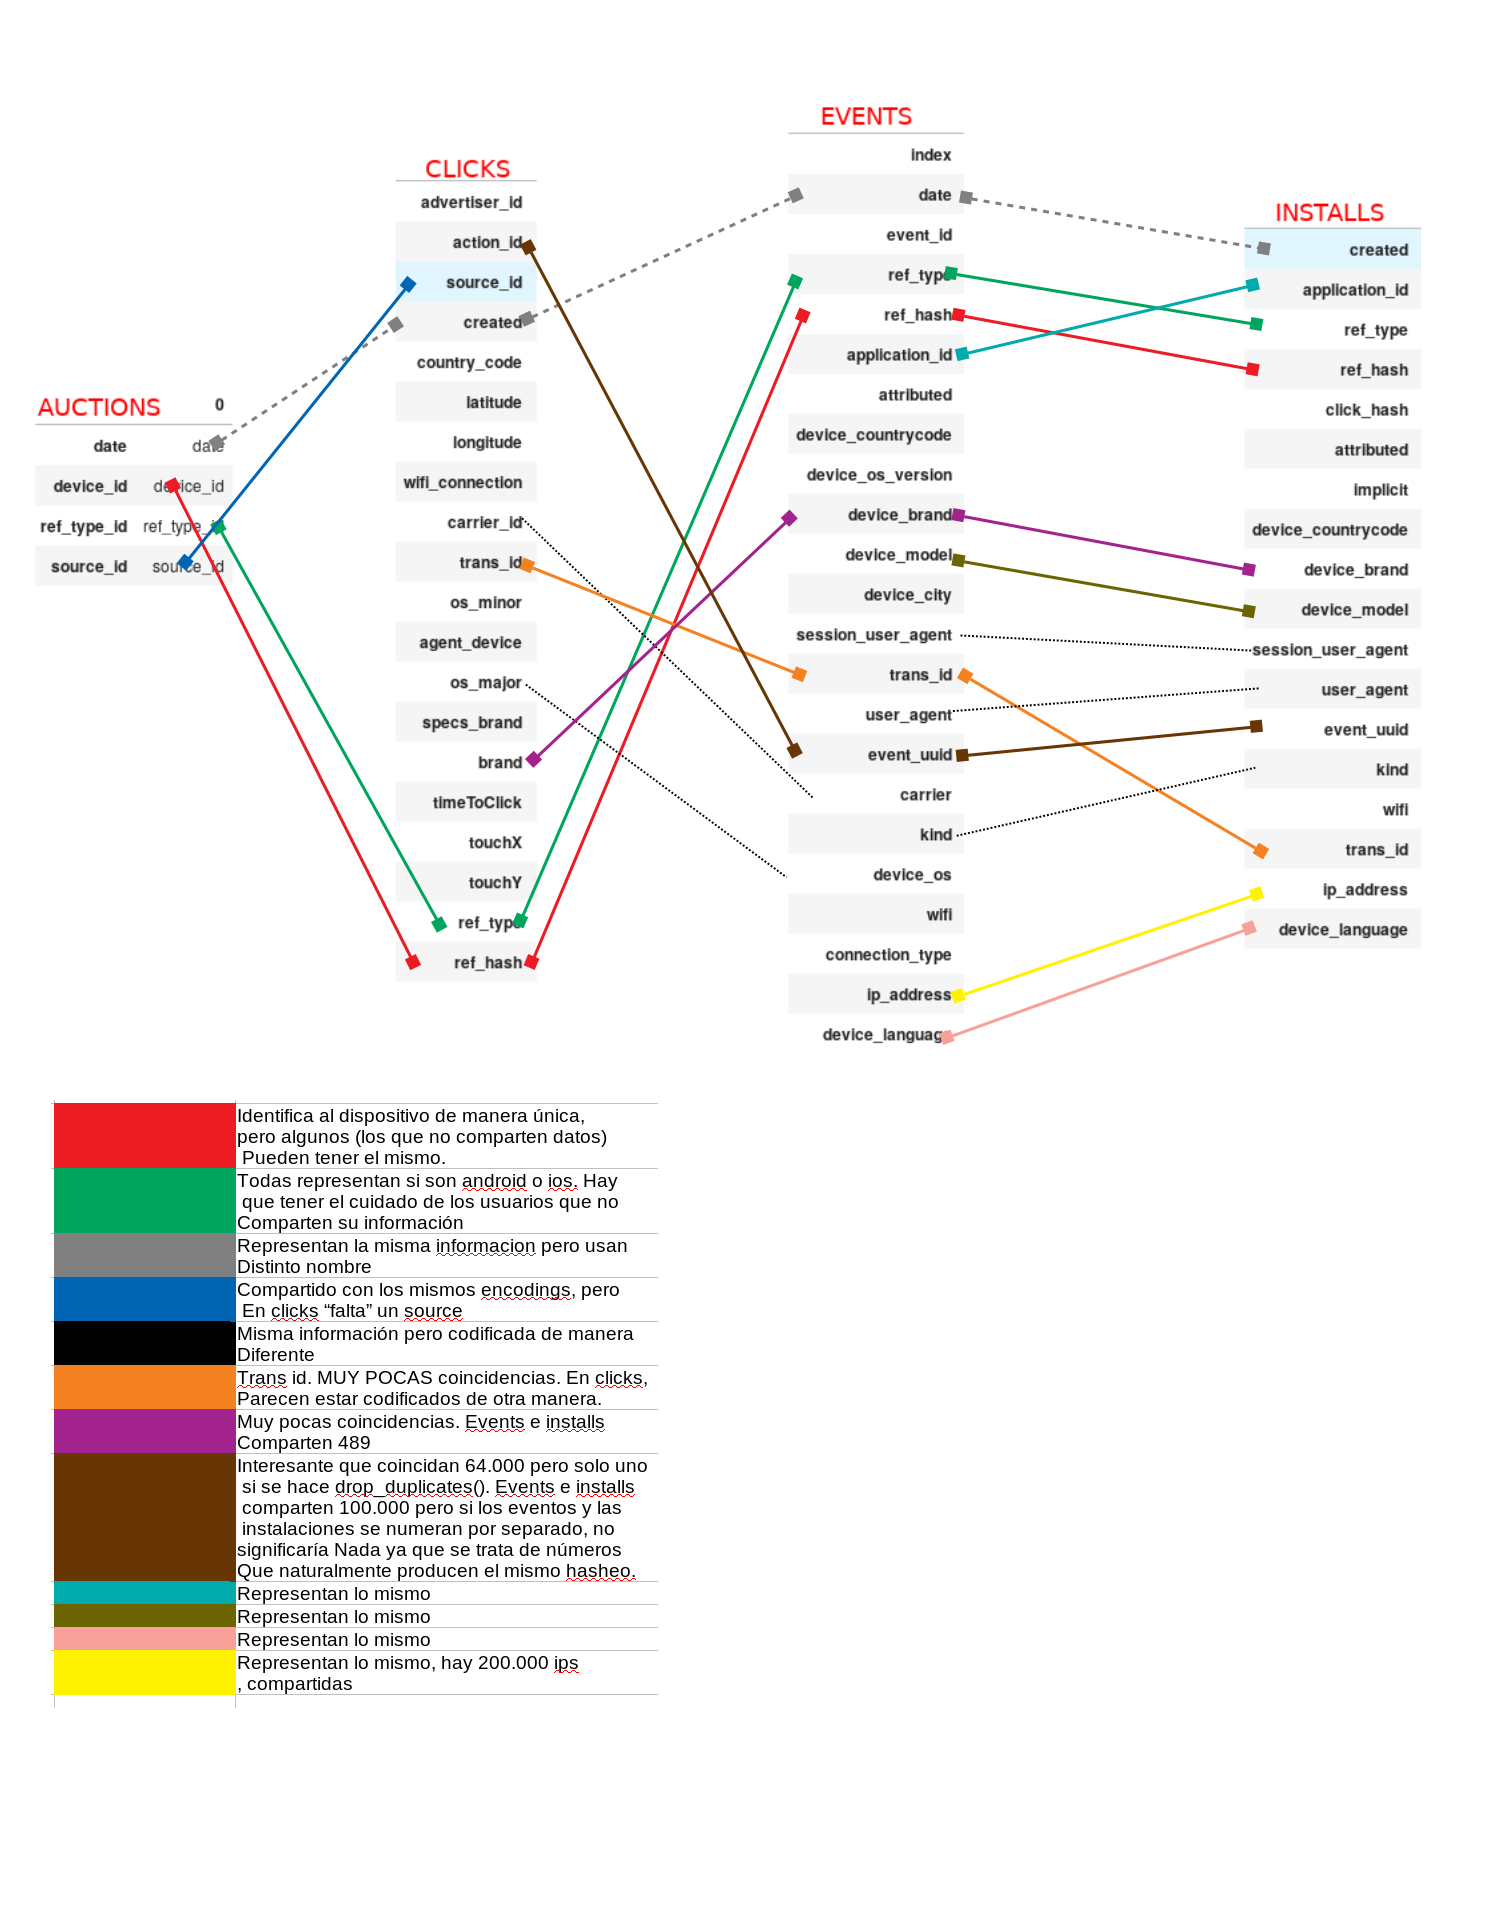 AUCTIONS
0
date date
device_id device_id
ref_type_id ref_type_id
source_id source_id
CLICKS
advertiser_id
action_id
source_id
created
country_code
latitude
longitude
wifi_connection
carrier_id
trans_id
os_minor
agent_device
os_major
specs_brand
brand
timeToClick
touchX
touchY
ref_type
ref_hash
EVENTS
index
date
event_id
ref_type
ref_hash
application_id
attributed
device_countrycode
device_os_version
device_brand
device_model
device_city
session_user_agent
trans_id
user_agent
event_uuid
carrier
kind
device_os
wifi
connection_type
ip_address
device_language
INSTALLS
created
application_id
ref_type
ref_hash
click_hash
attributed
implicit
device_countrycode
device_brand
device_model
session_user_agent
user_agent
event_uuid
kind
wifi
trans_id
ip_address
device_language
Identifica al dispositivo de manera única,
pero algunos (los que no comparten datos)
Pueden tener el mismo.
Todas representan si son android o ios. Hay
que tener el cuidado de los usuarios que no
Comparten su información
Representan la misma informacion pero usan
Distinto nombre
Compartido con los mismos encodings, pero
En clicks “falta” un source
Misma información pero codificada de manera
Diferente
Trans id. MUY POCAS coincidencias. En clicks,
Parecen estar codificados de otra manera.
Muy pocas coincidencias. Events e installs
Comparten 489
Interesante que coincidan 64.000 pero solo uno
si se hace drop_duplicates(). Events e installs
comparten 100.000 pero si los eventos y las
instalaciones se numeran por separado, no
significaría Nada ya que se trata de números
Que naturalmente producen el mismo hasheo.
Representan lo mismo
Representan lo mismo
Representan lo mismo
Representan lo mismo, hay 200.000 ips
, compartidas